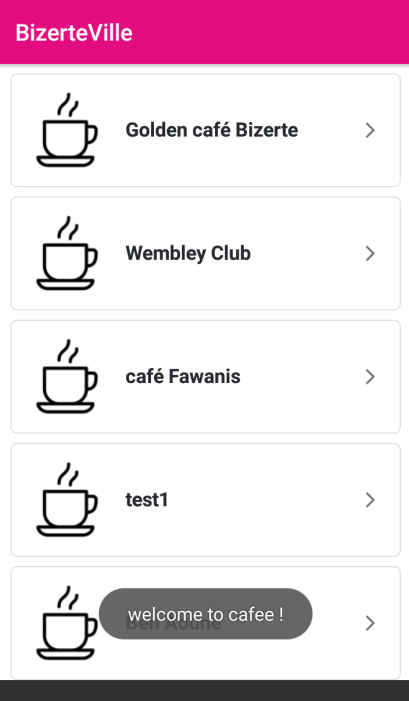 BizerteVille
Golden café Bizerte
Wembley Club
café Fawanis
test1
welcome to cafee !